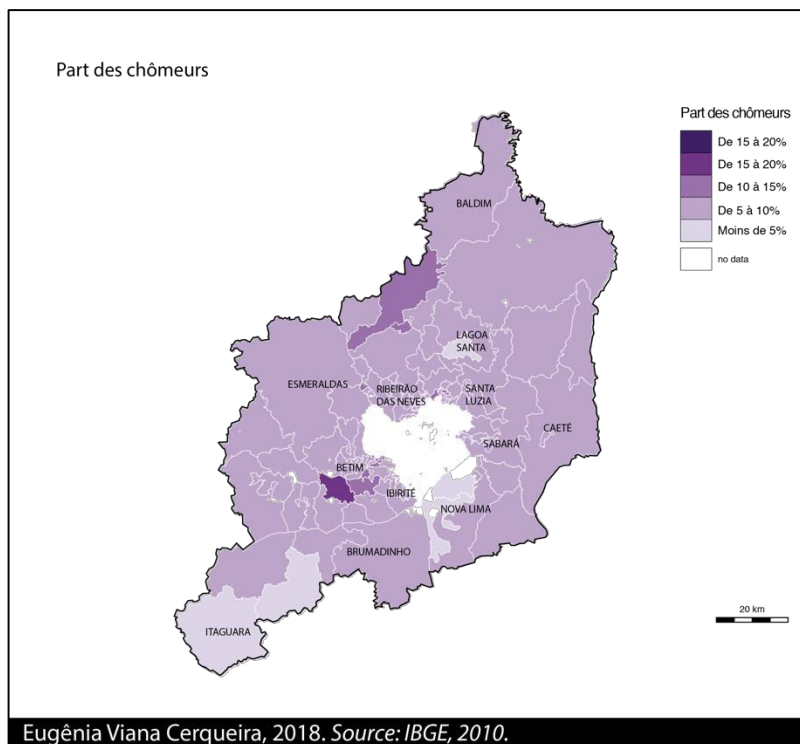 Part des chômeurs
Part des chômeurs
De 15 à 20%
De 15 à 20%
De 10 à 15%
De 5 à 10%
Moins de 5%
no data
BALDIM
LAGOA
SANTA
ESMERALDAS
RIBEIRÃO
DAS NEVES
SANTA
LUZIA
CAETÉ
SABARÁ
BETIM
IBIRITÉ
NOVA LIMA
BRUMADINHO
ITAGUARA
20 km
Eugênia Viana Cerqueira, 2018. Source: IBGE, 2010.